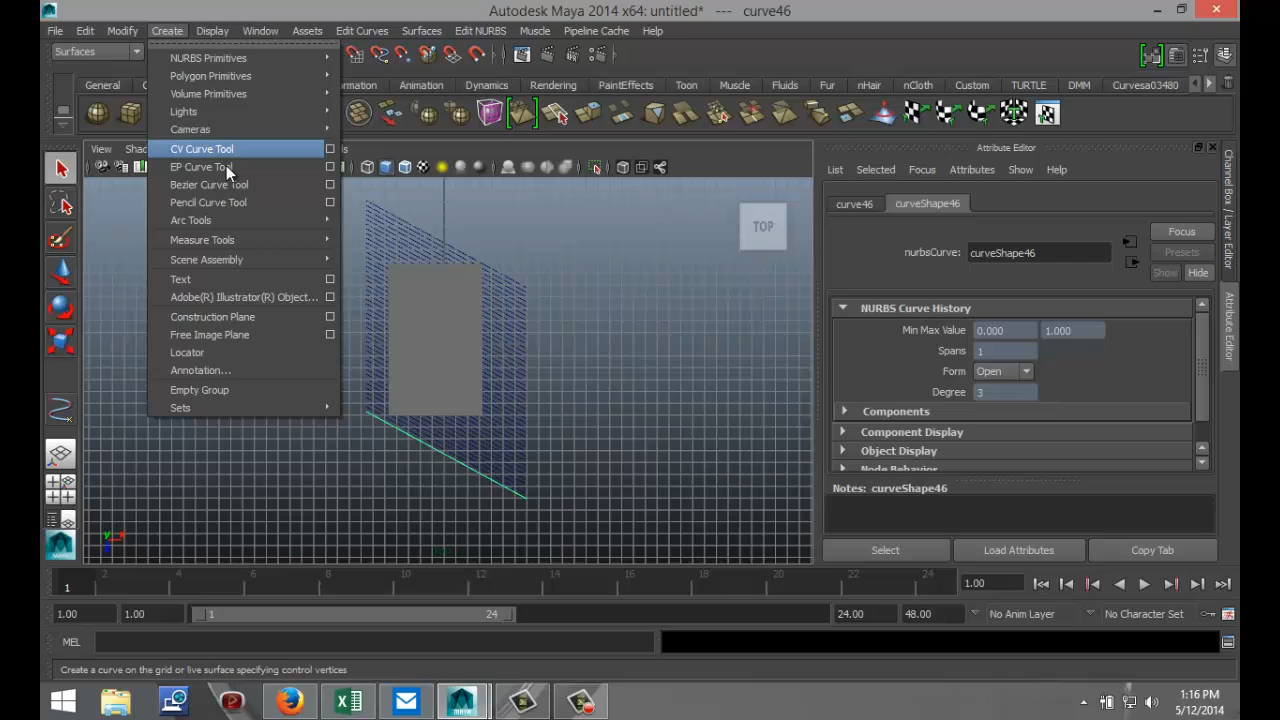 Autodesk Maya 2014 x64: untitled* --- curve46
File Edit Modify Create Display Window Assets Edit Curves Surfaces Edit NURBS Muscle Pipeline Cache Help
Surfaces
General
Animation Dynamics Rendering PaintEffects Toon Muscle Fluids Fur nHair nCloth Custom TURTLE DMM Curvesa03480
NURBS Primitives
Polygon Primitives
Volume Primitives
Lights
Cameras
CV Curve Tool
EP Curve Tool
Bezier Curve Tool
Pencil Curve Tool
Arc Tools
Measure Tools
Scene Assembly
Text
Adobe(R) Illustrator(R) Object...
Construction Plane
Free Image Plane
Locator
Annotation...
Empty Group
Sets
View
TOP
Attribute Editor
List Selected Focus Attributes Show Help
curve46 curveShape46
Focus
nurbsCurve: curveShape46
Presets
Show Hide
NURBS Curve History
Min Max Value 0.000 1.000
Spans 1
Form Open
Degree 3
Components
Component Display
Object Display
Node Behavior
Notes: curveShape46
Select Load Attributes Copy Tab
Channel Box / Layer Editor
Attribute Editor
1 2 4 6 8 10 12 14 16 18 20 22 24 1.00
1.00 1.00 1 24 24.00 48.00 No Anim Layer No Character Set
MEL
Create a curve on the grid or live surface specifying control vertices
1:16 PM
5/12/2014